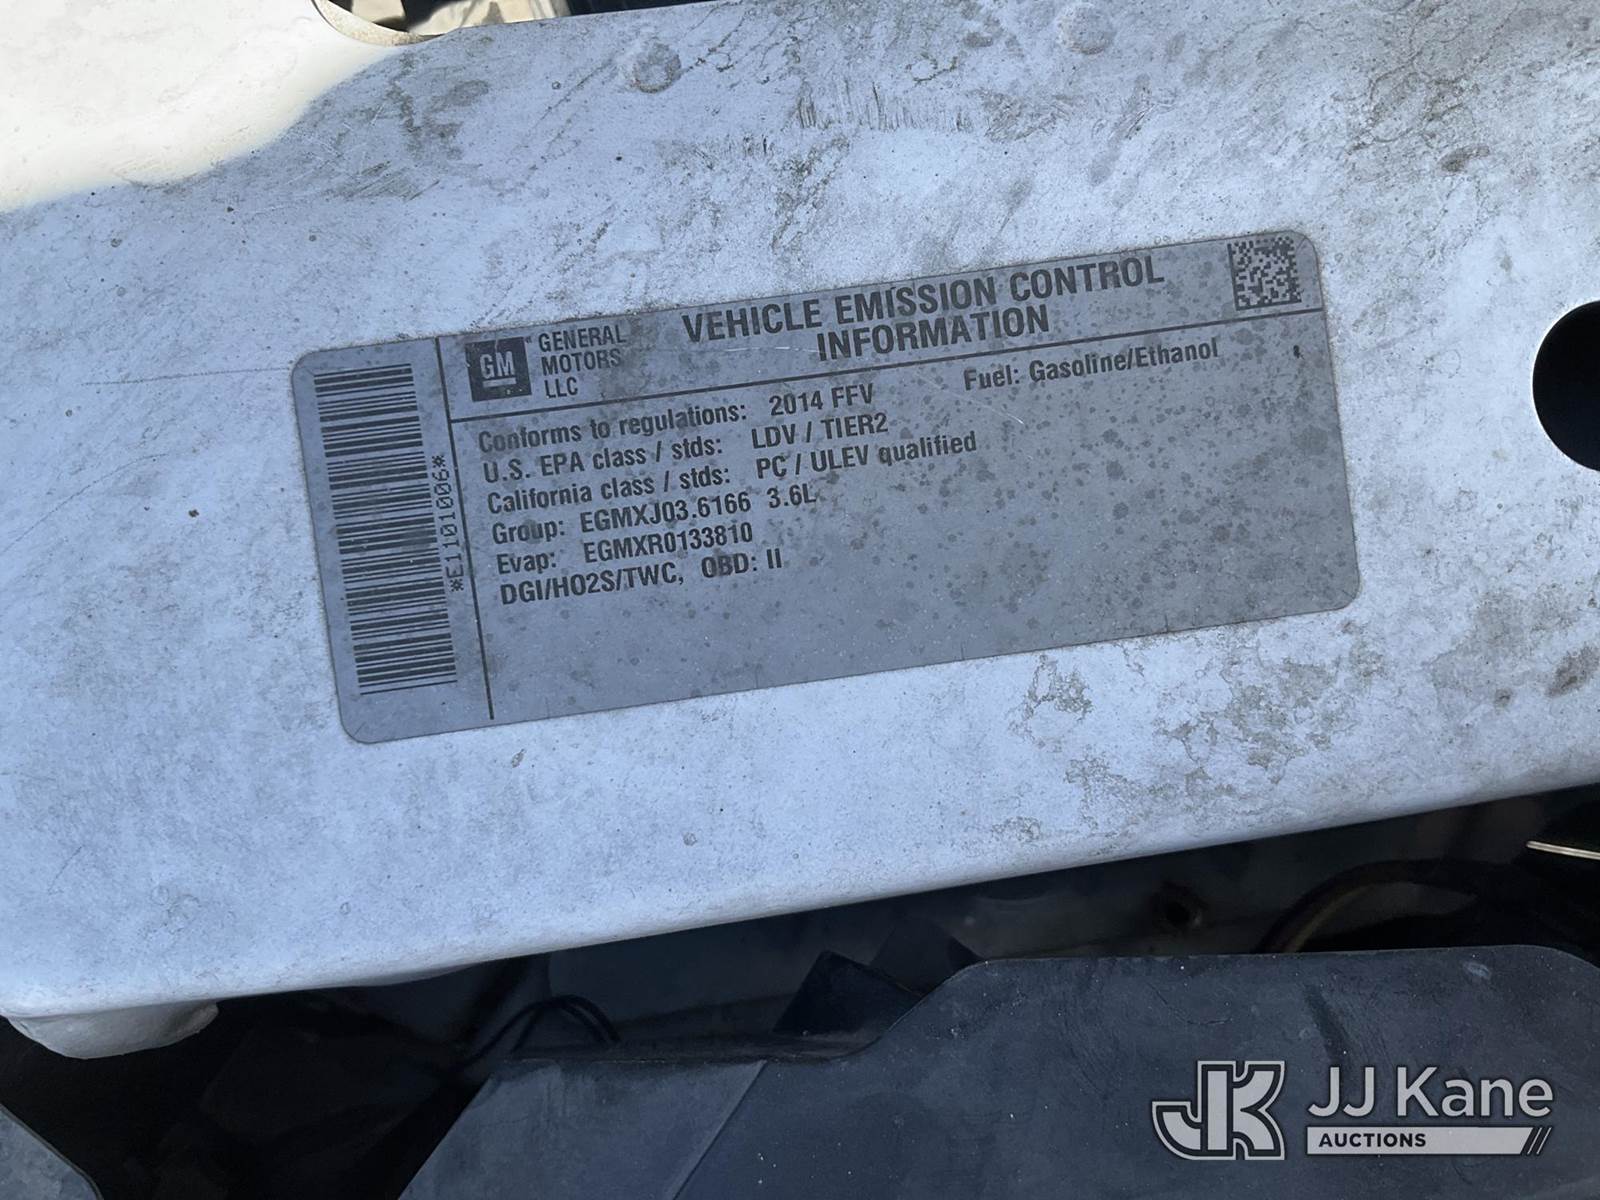 GM
GENERAL
MOTORS
LLC
VEHICLE EMISSION CONTROL
INFORMATION
Conforms to regulations: 2014 FFV
Fuel: Gasoline/Ethanol
U.S. EPA class / stds: LDV / TIER2
California class / stds: PC / ULEV qualified
Group: EGMXJ03.6166 3.6L
Evap: EGMXR0133810
DGI/HO2S/TWC, OBD: II
*E1101006*
JK
JJ Kane
AUCTIONS